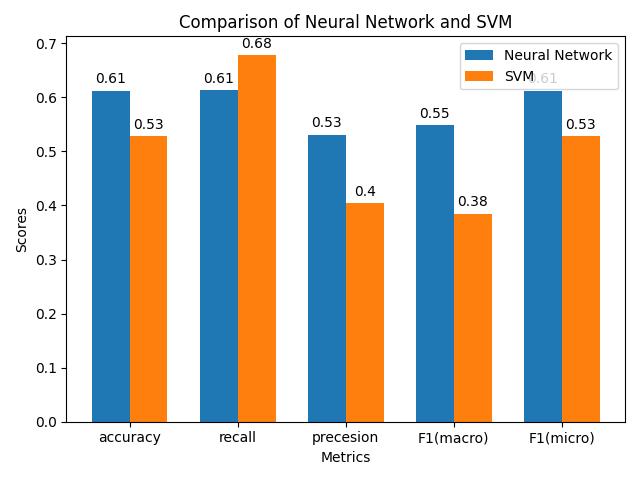 Comparison of Neural Network and SVM
Neural Network
SVM
0.7
0.6
0.5
0.4
0.3
0.2
0.1
0.0
Scores
0.61
0.53
0.61
0.68
0.53
0.4
0.55
0.38
0.61
0.53
accuracy
recall
precesion
F1(macro)
F1(micro)
Metrics